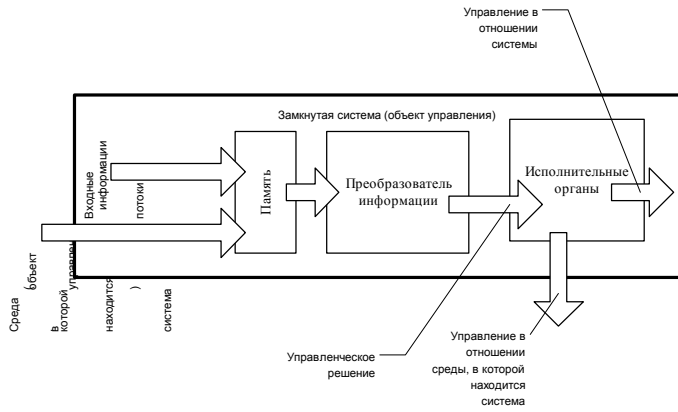 Управление в
отношении
системы
Замкнутая система (объект управления)
Входные
информации
потоки
Память
Преобразователь
информации
Исполнительные
органы
Среда (объект
в
которой управлен
находится )
система
Управленческое
решение
Управление в
отношении
среды, в которой
находится
система